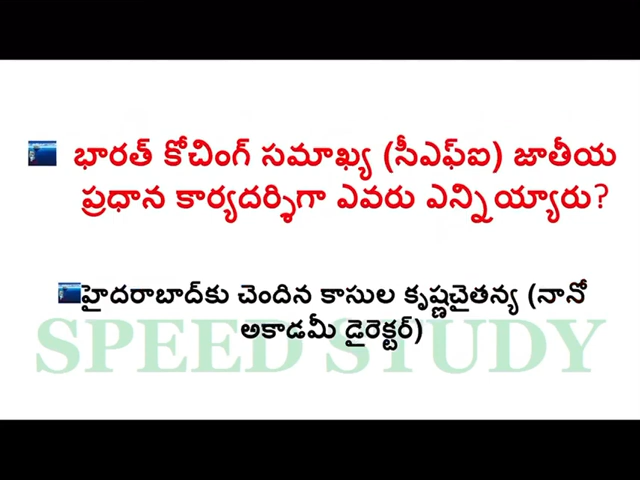 భారత్ కోచింగ్ సమాఖ్య (సీఎఫ్ఐ) జాతీయ
ప్రధాన కార్యదర్శిగా ఎవరు ఎన్నియ్యారు?
హైదరాబాద్‌కు చెందిన కాసుల కృష్ణచైతన్య (నానో
అకాడమీ డైరెక్టర్)
SPEED STUDY